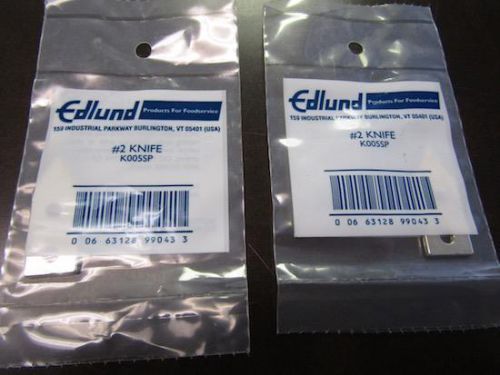 Edlund Products For Foodservice
159 INDUSTRIAL PARKWAY BURLINGTON, VT 05401 (USA)
#2 KNIFE
K005SP
0 06 63128 99043 3
Edlund Products For Foodservice
159 INDUSTRIAL PARKWAY BURLINGTON, VT 05401 (USA)
#2 KNIFE
K005SP
0 06 63128 99043 3